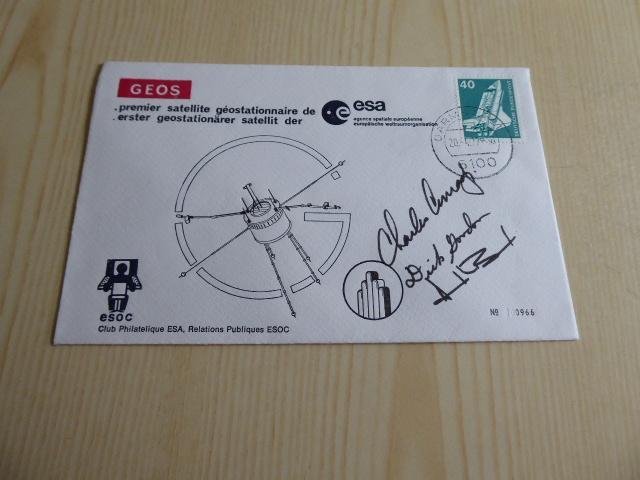 GEOS
.premier satellite géostationnaire de
.erster geostationärer satellit der
esa
agence spatiale européenne
europäische weltraumorganisation
40
6100
Charles Conrad
Dick Gordon
esoc
Club Philatelique ESA, Relations Publiques ESOC
No 0966